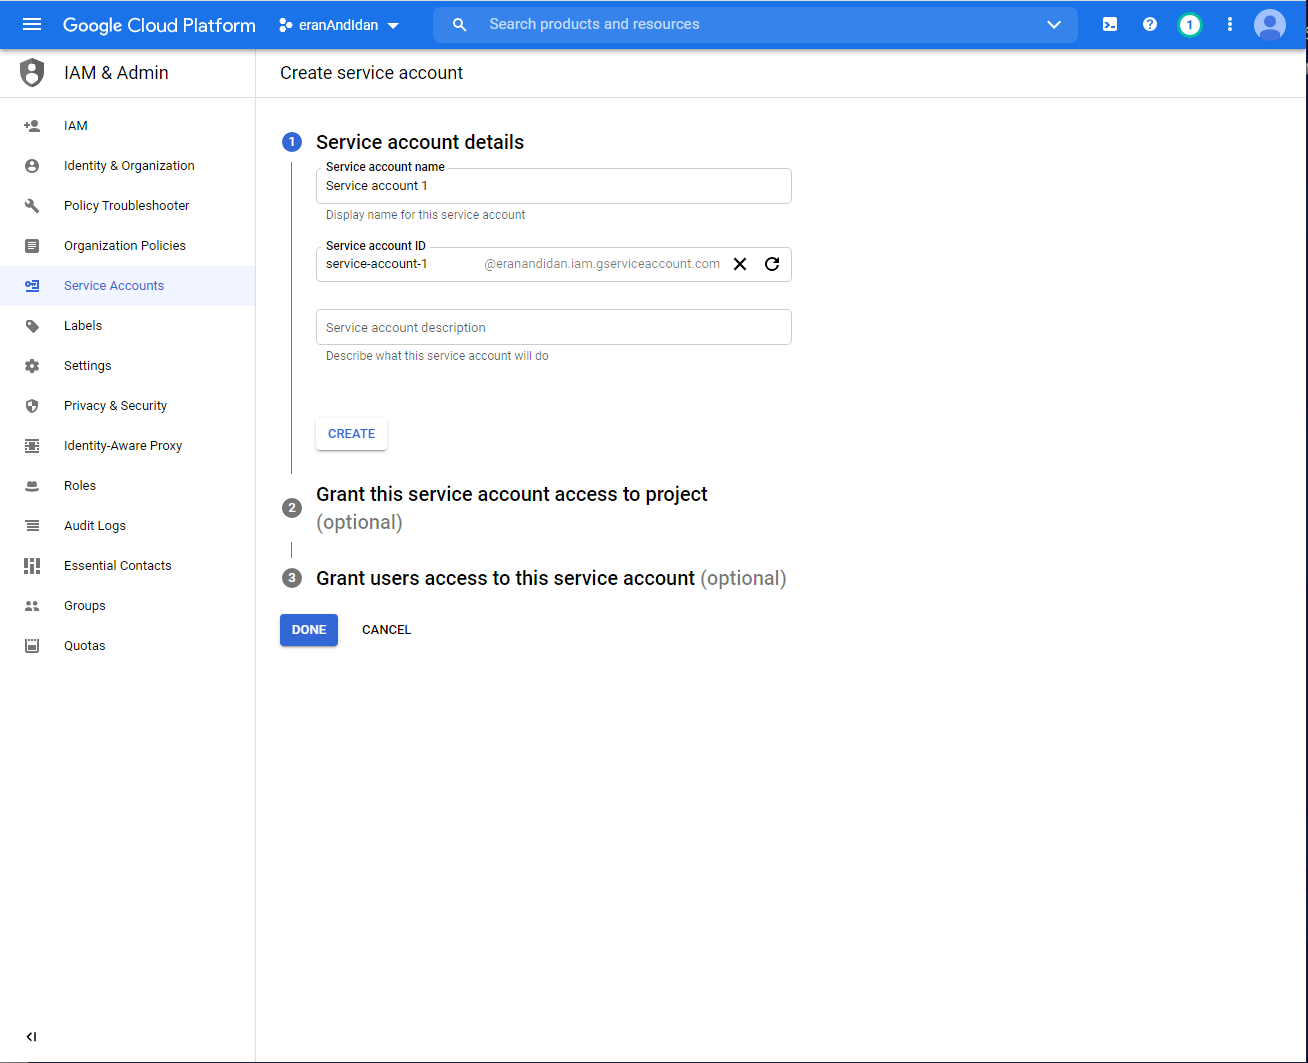 Google Cloud Platform
eranAndIdan
Search products and resources
1
IAM & Admin
Create service account
IAM
Identity & Organization
Policy Troubleshooter
Organization Policies
Service Accounts
Labels
Settings
Privacy & Security
Identity-Aware Proxy
Roles
Audit Logs
Essential Contacts
Groups
Quotas
1 Service account details
Service account name
Service account 1
Display name for this service account
Service account ID
service-account-1 @eranandidan.iam.gserviceaccount.com
Service account description
Describe what this service account will do
CREATE
2 Grant this service account access to project
(optional)
3 Grant users access to this service account (optional)
DONE CANCEL